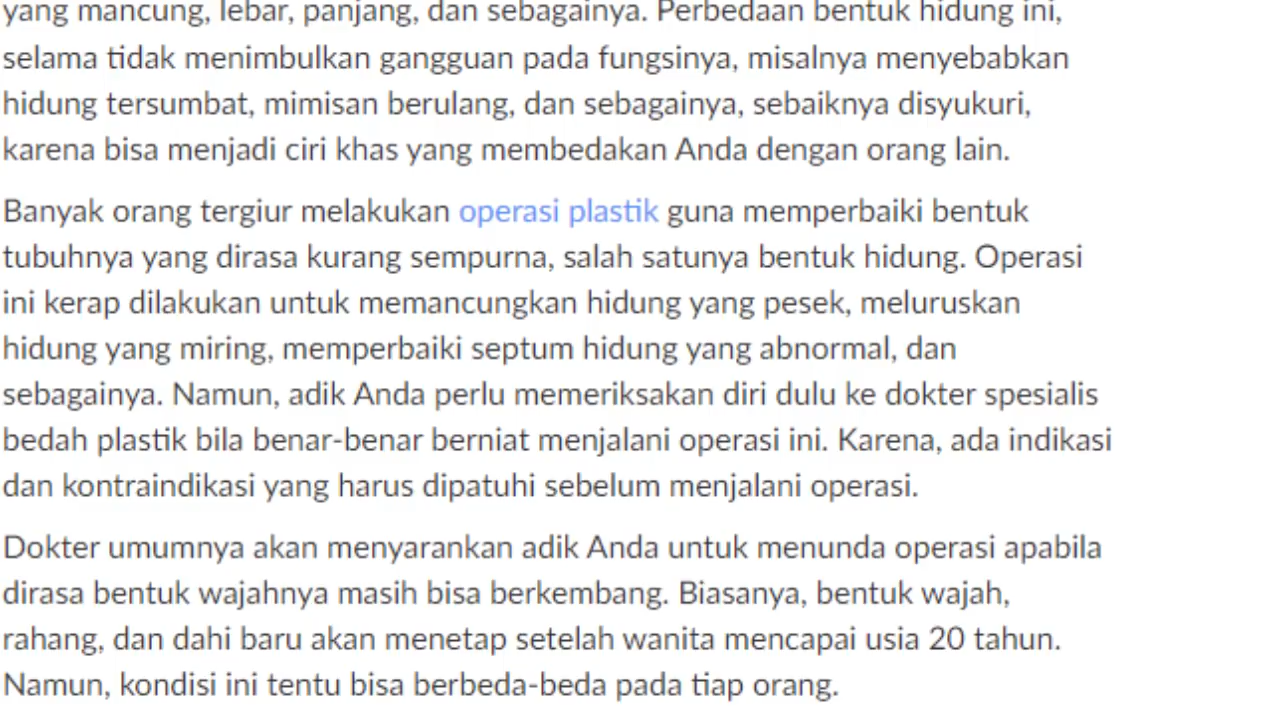 yang mancung, lebar, panjang, dan sebagainya. Perbedaan bentuk hidung ini,
selama tidak menimbulkan gangguan pada fungsinya, misalnya menyebabkan
hidung tersumbat, mimisan berulang, dan sebagainya, sebaiknya disyukuri,
karena bisa menjadi ciri khas yang membedakan Anda dengan orang lain.
Banyak orang tergiur melakukan operasi plastik guna memperbaiki bentuk
tubuhnya yang dirasa kurang sempurna, salah satunya bentuk hidung. Operasi
ini kerap dilakukan untuk memancungkan hidung yang pesek, meluruskan
hidung yang miring, memperbaiki septum hidung yang abnormal, dan
sebagainya. Namun, adik Anda perlu memeriksakan diri dulu ke dokter spesialis
bedah plastik bila benar-benar berniat menjalani operasi ini. Karena, ada indikasi
dan kontraindikasi yang harus dipatuhi sebelum menjalani operasi.
Dokter umumnya akan menyarankan adik Anda untuk menunda operasi apabila
dirasa bentuk wajahnya masih bisa berkembang. Biasanya, bentuk wajah,
rahang, dan dahi baru akan menetap setelah wanita mencapai usia 20 tahun.
Namun, kondisi ini tentu bisa berbeda-beda pada tiap orang.